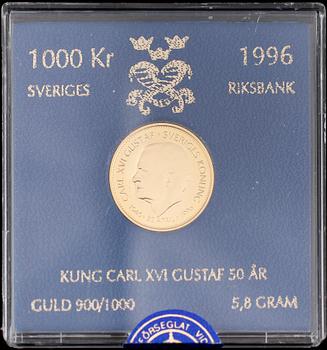 1000 Kr 1996
SVERIGES RIKSBANK
CARL XVI GUSTAF · SVERIGES KONUNG
KUNG CARL XVI GUSTAF 50 ÅR
GULD 900/1000 5,8 GRAM
FÖRSEGLAT VID